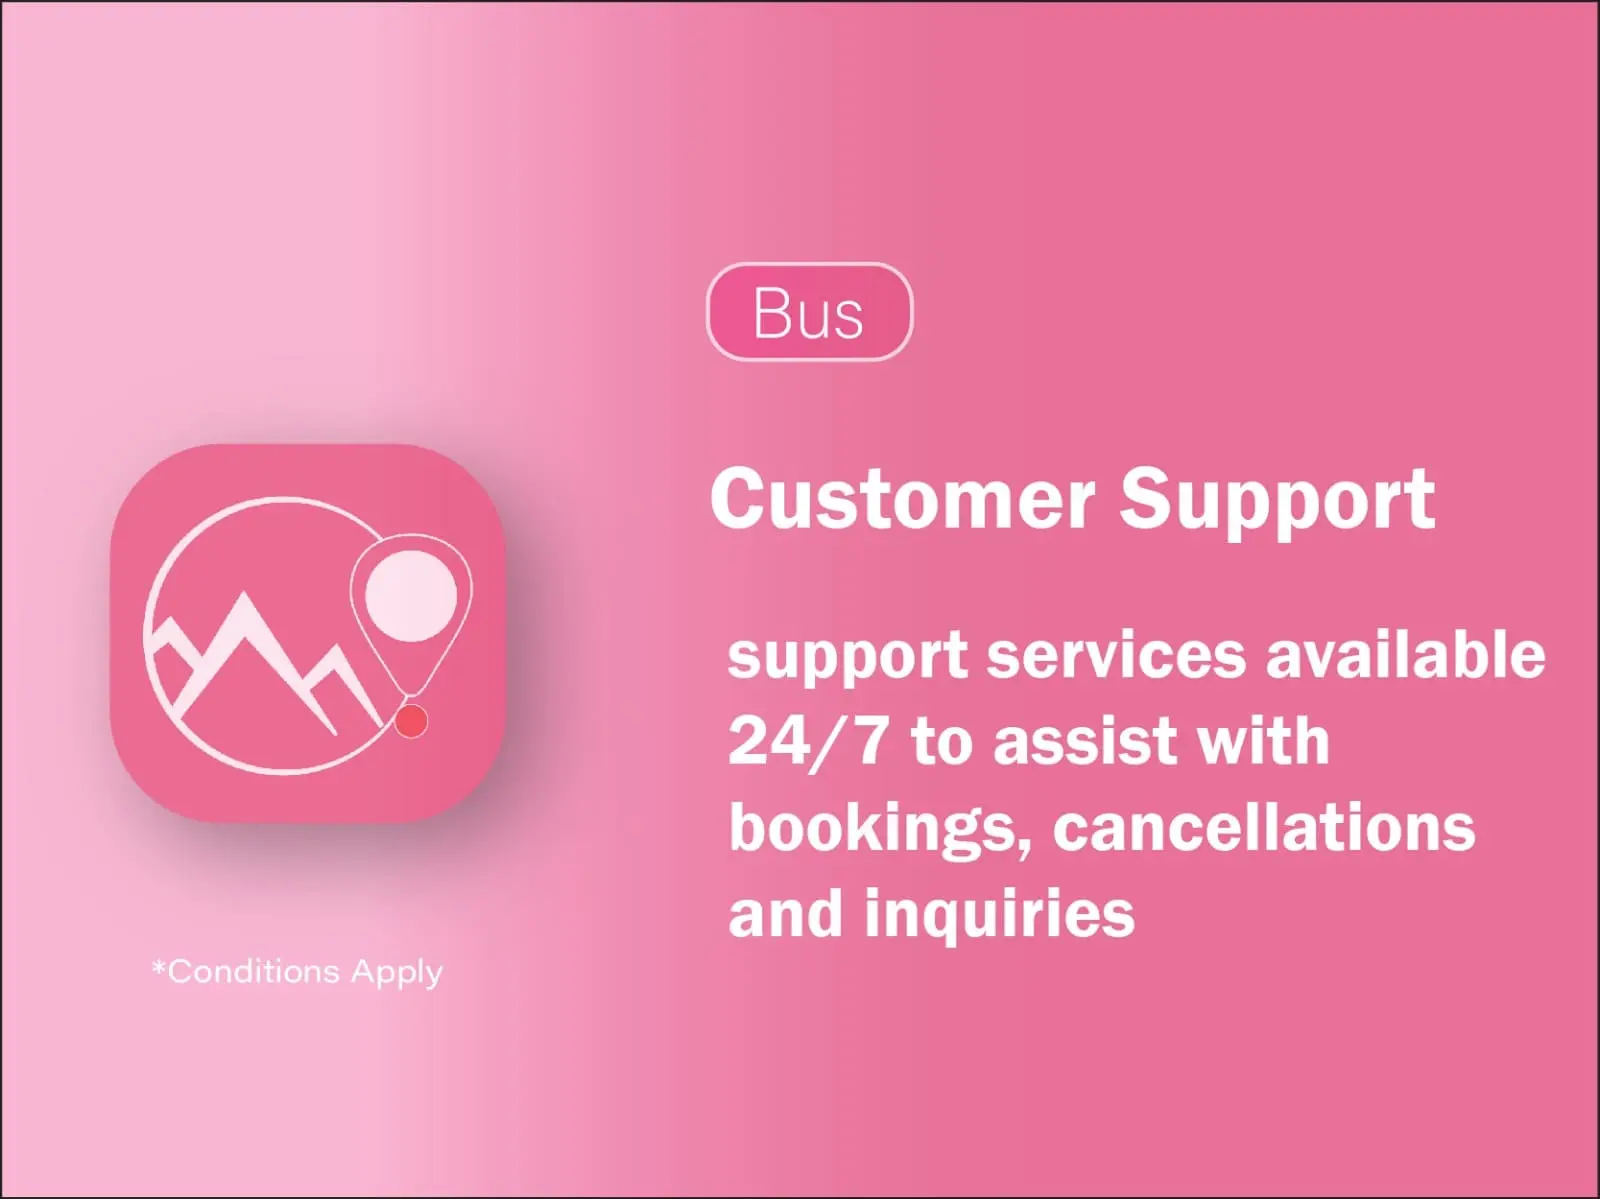 Bus
Customer Support
support services available
24/7 to assist with
bookings, cancellations
and inquiries
*Conditions Apply